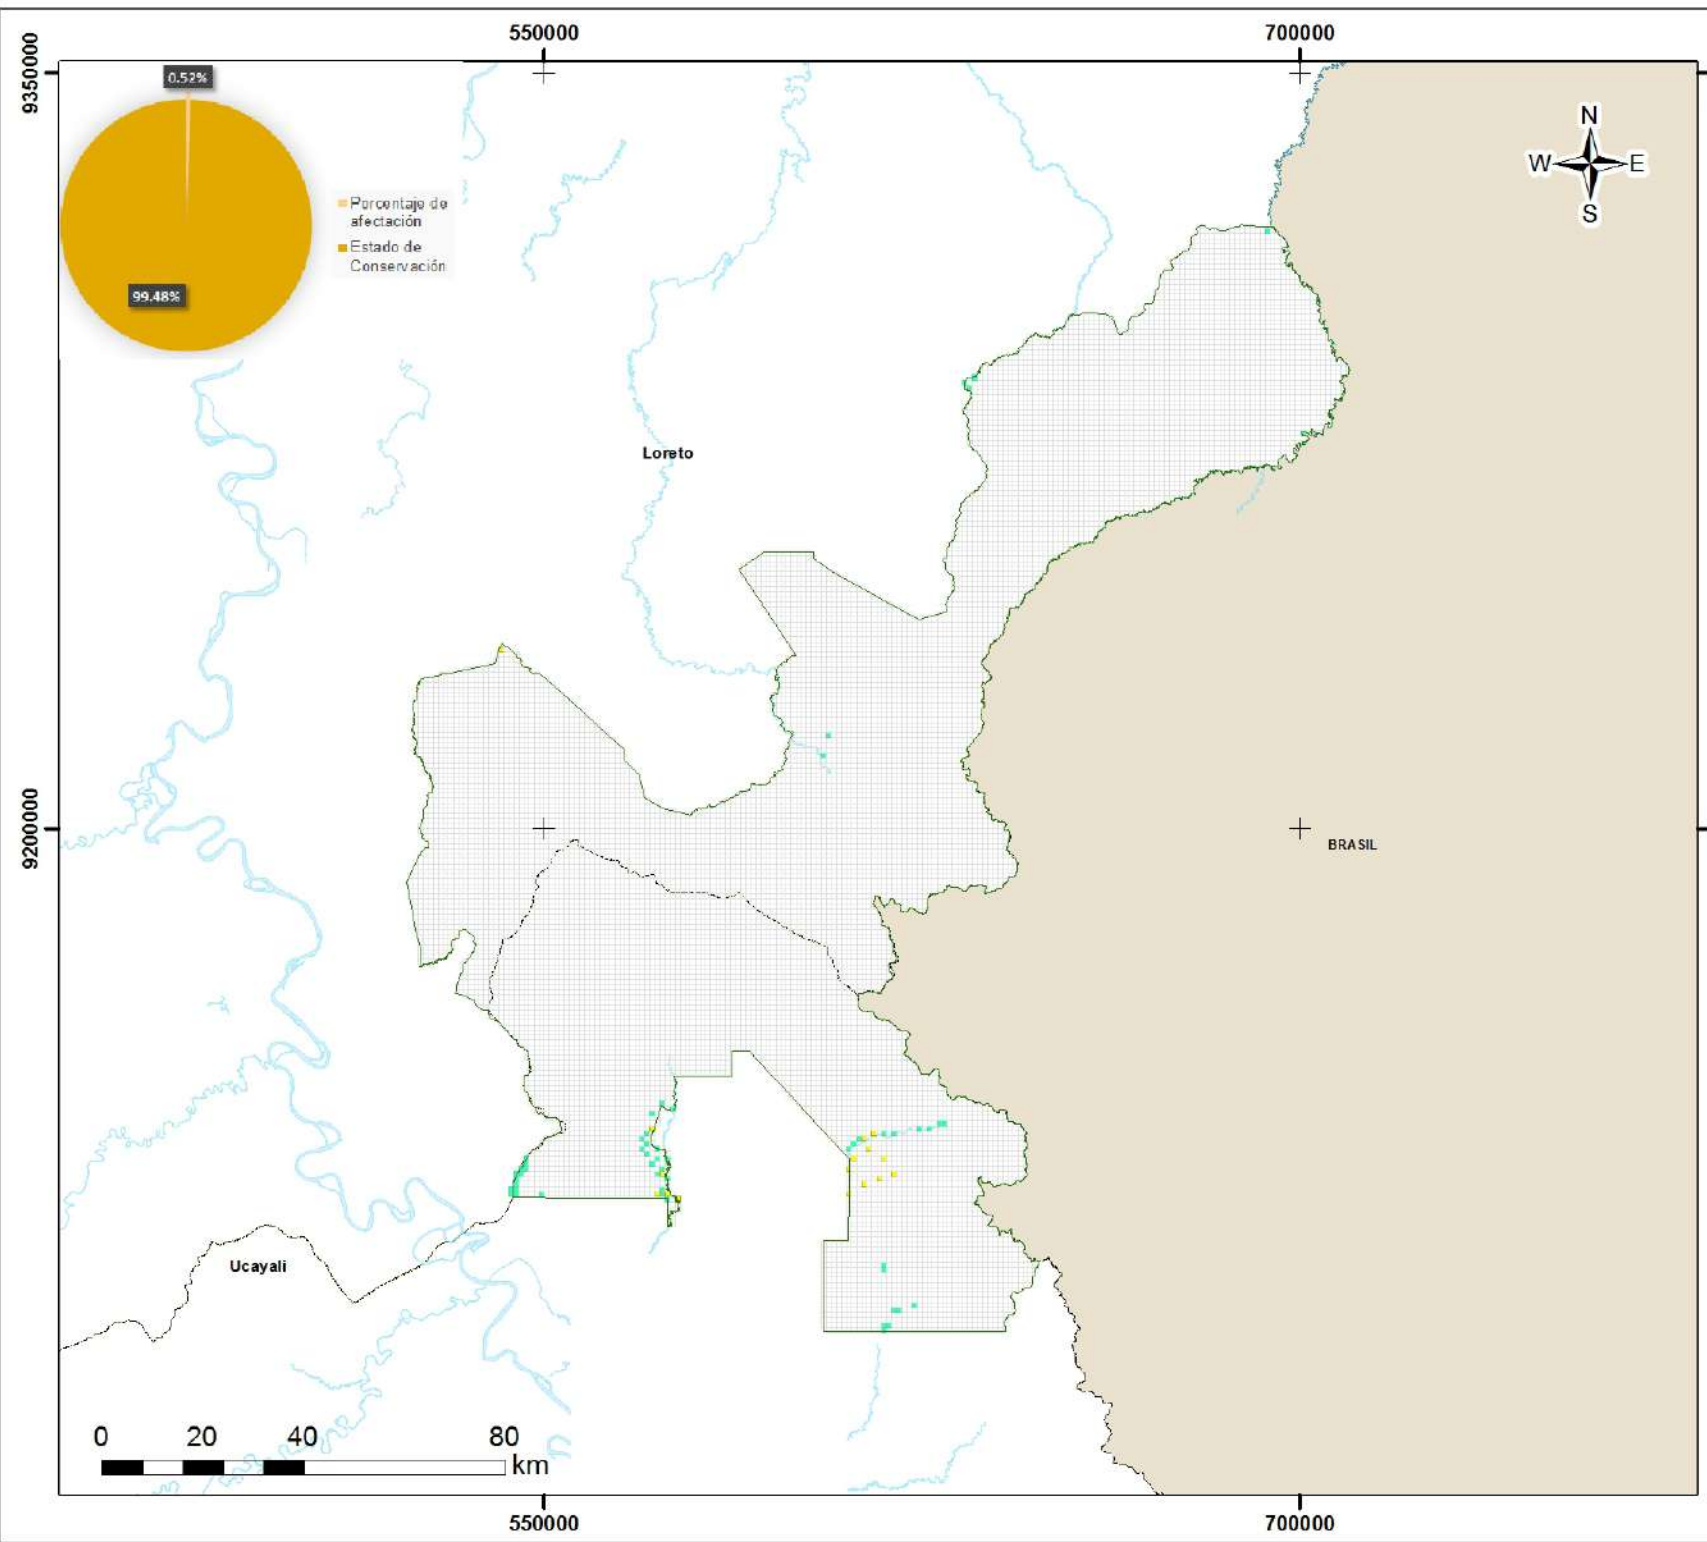 550000
700000
9350000
0.52%
N
W
E
S
Porcentaje de
afectación
Estado de
Conservación
99.48%
Loreto
9200000
BRASIL
Ucayali
0
20
40
80
km
550000
700000